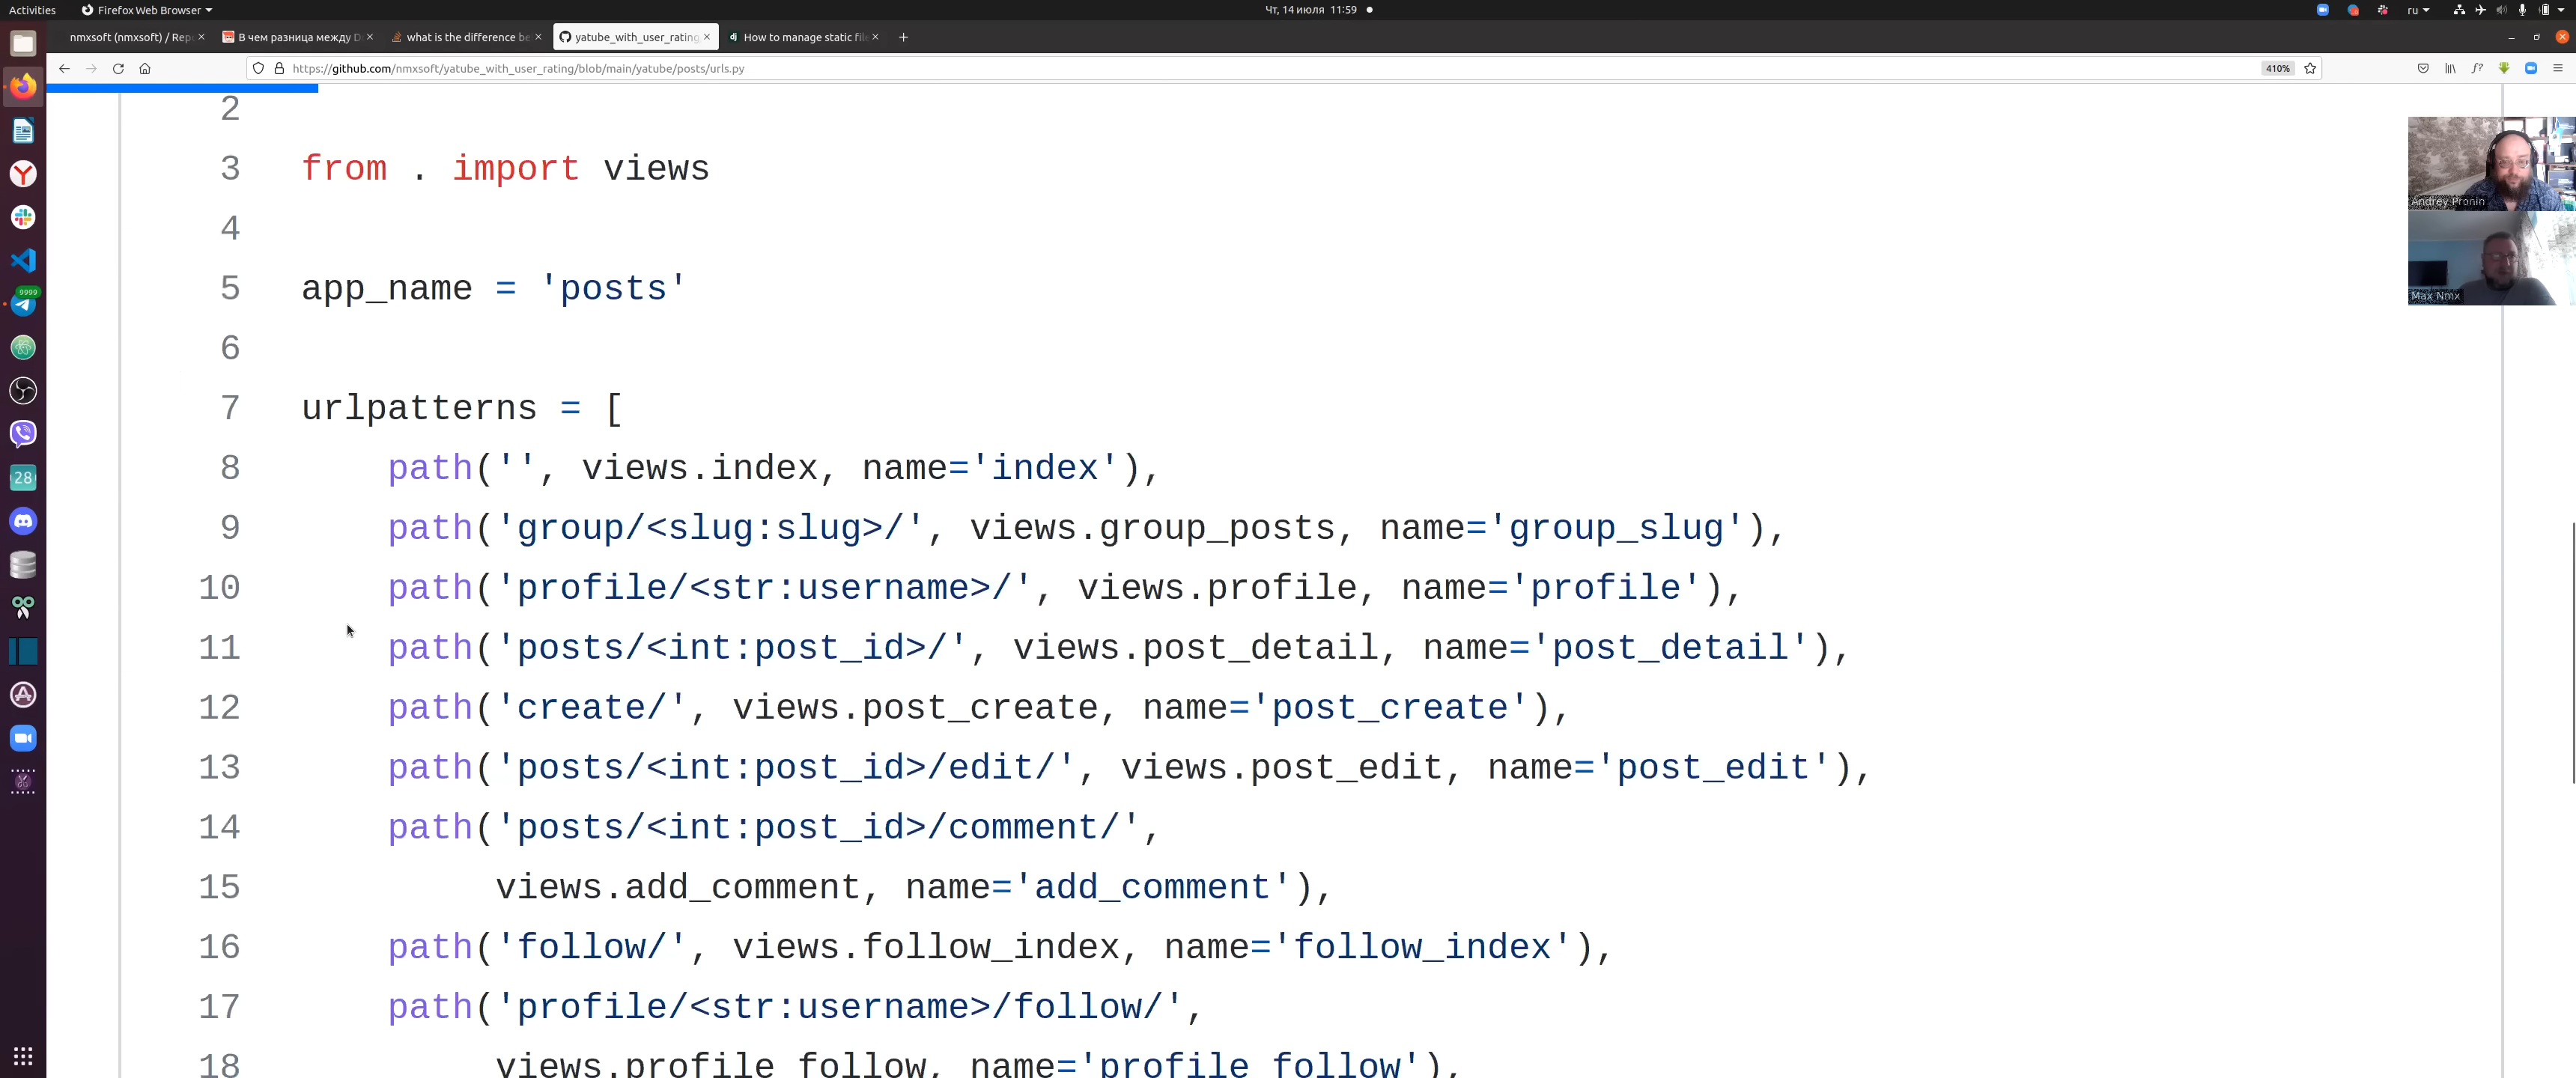 Activities
Firefox Web Browser
Чт, 14 июля 11:59
ru
nmxsoft (nmxsoft) / Rep
В чем разница между D
what is the difference be
yatube_with_user_rating
How to manage static fil
https://github.com/nmxsoft/yatube_with_user_rating/blob/main/yatube/posts/urls.py
410%
9999
28
Andrey Pronin
Max Nmx
2
3 from . import views
4
5 app_name = 'posts'
6
7 urlpatterns = [
8 path('', views.index, name='index'),
9 path('group/<slug:slug>/', views.group_posts, name='group_slug'),
10 path('profile/<str:username>/', views.profile, name='profile'),
11 path('posts/<int:post_id>/', views.post_detail, name='post_detail'),
12 path('create/', views.post_create, name='post_create'),
13 path('posts/<int:post_id>/edit/', views.post_edit, name='post_edit'),
14 path('posts/<int:post_id>/comment/',
15 views.add_comment, name='add_comment'),
16 path('follow/', views.follow_index, name='follow_index'),
17 path('profile/<str:username>/follow/',
18 views.profile_follow, name='profile_follow'),